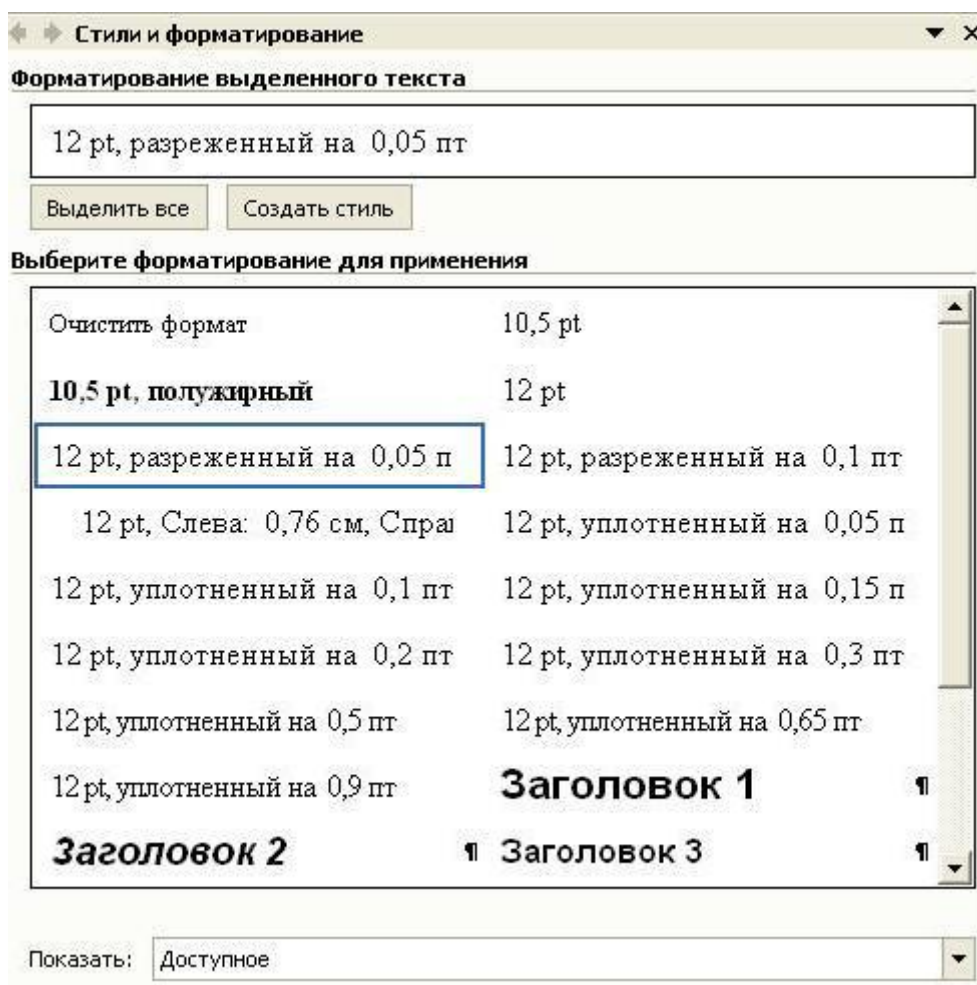 Стили и форматирование
Форматирование выделенного текста
12 pt, разреженный на 0,05 пт
Выделить все Создать стиль
Выберите форматирование для применения
Очистить формат 10,5 pt
10,5 pt, полужирный 12 pt
12 pt, разреженный на 0,05 п 12 pt, разреженный на 0,1 пт
12 pt, Слева: 0,76 см, Спра 12 pt, уплотненный на 0,05 п
12 pt, уплотненный на 0,1 пт 12 pt, уплотненный на 0,15 п
12 pt, уплотненный на 0,2 пт 12 pt, уплотненный на 0,3 пт
12 pt, уплотненный на 0,5 пт 12 pt, уплотненный на 0,65 пт
12 pt, уплотненный на 0,9 пт Заголовок 1 ¶
Заголовок 2 ¶ Заголовок 3 ¶
Показать: Доступное